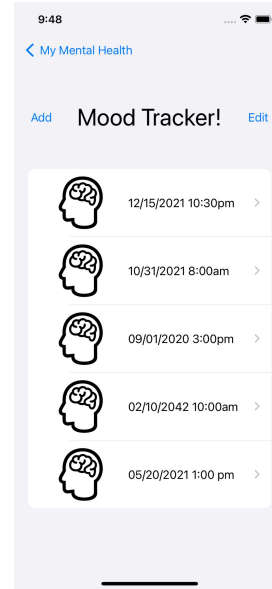 9:48
My Mental Health
Add Mood Tracker! Edit
12/15/2021 10:30pm
10/31/2021 8:00am
09/01/2020 3:00pm
02/10/2042 10:00am
05/20/2021 1:00 pm